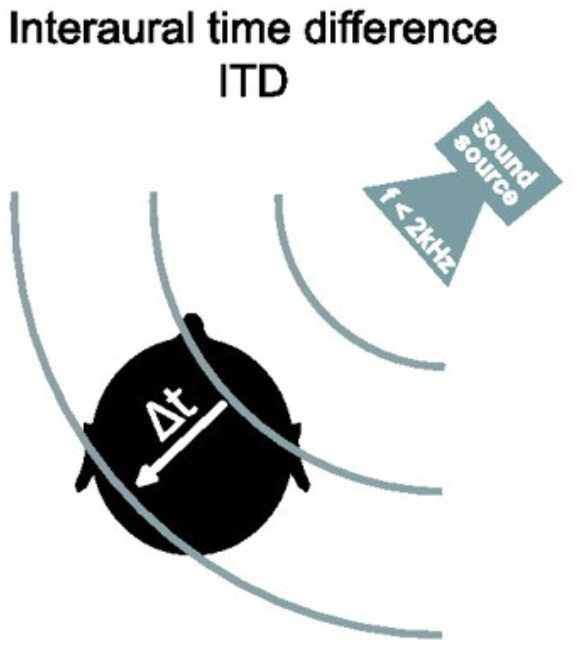 Interaural time difference
ITD
Sound
source
f < 2kHz
Δt